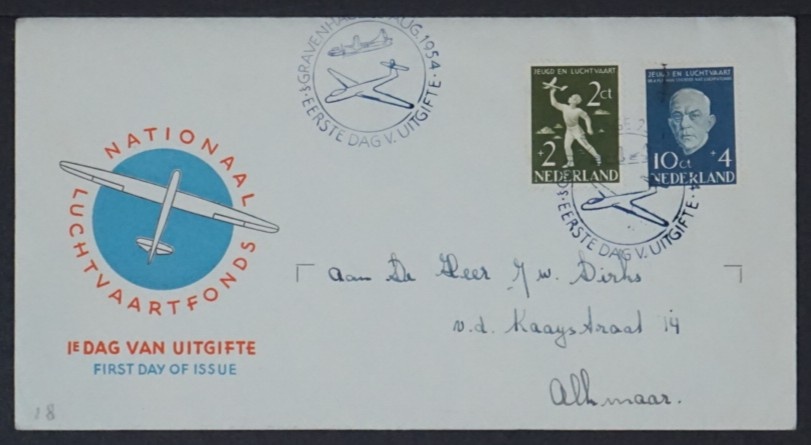 'S GRAVENHAGE AUG. 1954
EERSTE DAG V. UITGIFTE
JEUGD EN LUCHTVAART
2ct
+2
NEDERLAND
JEUGD EN LUCHTVAART
10ct +4
NEDERLAND
EERSTE DAG V. UITGIFTE
NATIONAAL
LUCHTVAARTFONDS
1E DAG VAN UITGIFTE
FIRST DAY OF ISSUE
Aan De Heer J w. Dirks
v.d. Kaaystraat 14
Alkmaar.
18